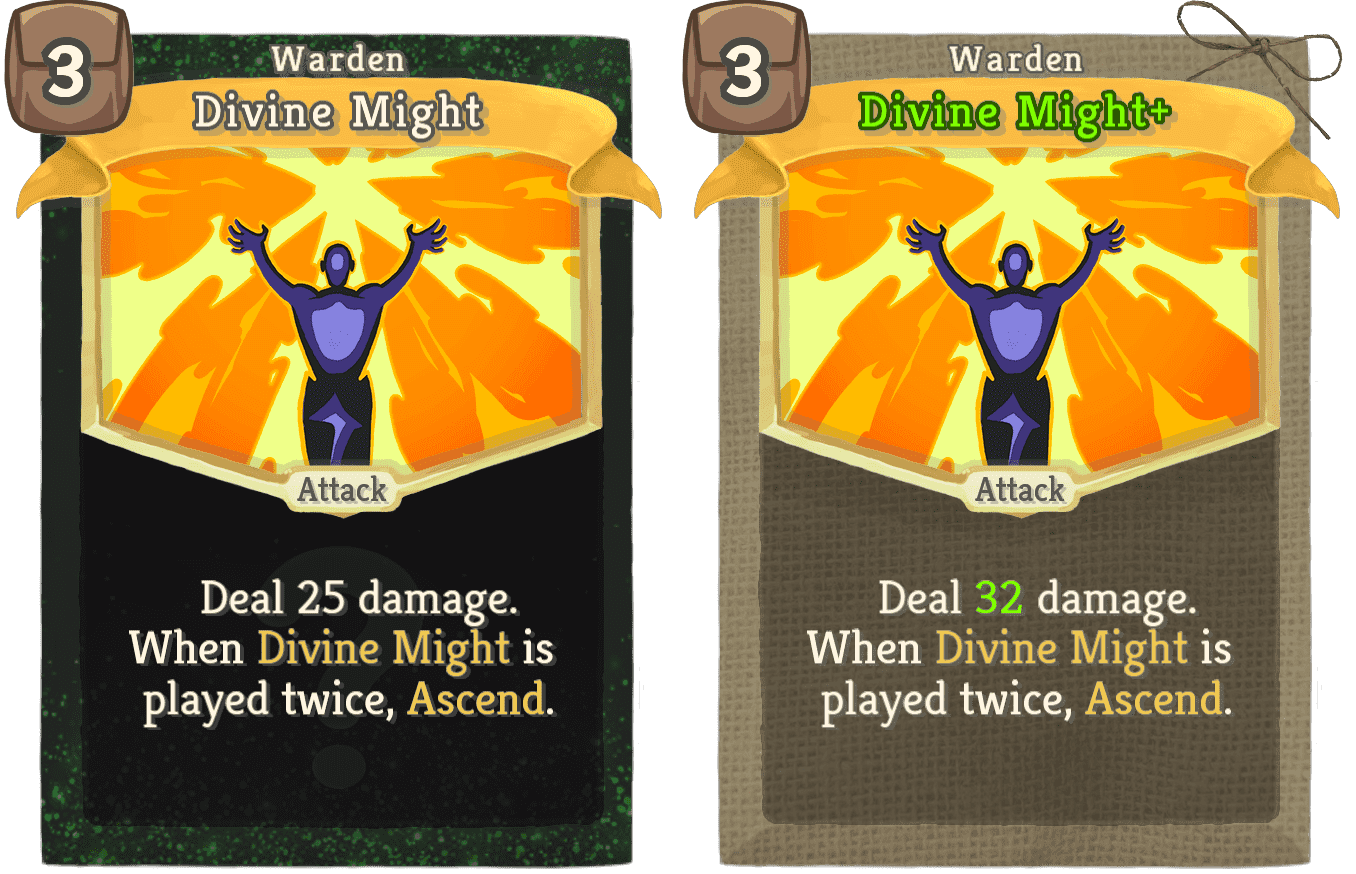 3
Warden
Divine Might
Attack
Deal 25 damage.
When Divine Might is
played twice, Ascend.
?
3
Warden
Divine Might+
Attack
Deal 32 damage.
When Divine Might is
played twice, Ascend.